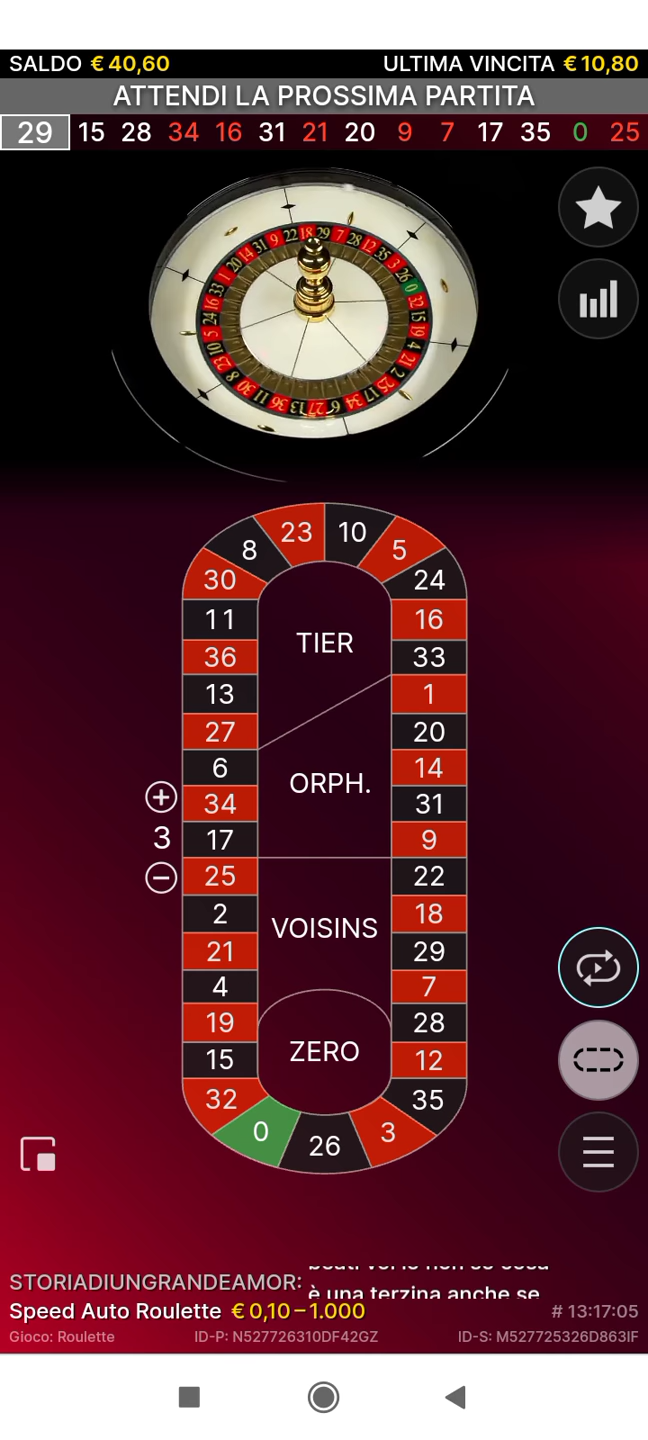 SALDO € 40,60 ULTIMA VINCITA € 10,80
ATTENDI LA PROSSIMA PARTITA
29 15 28 34 16 31 21 20 9 7 17 35 0 25
8 23 10 5
30 24
11 16
36 TIER 33
13 1
27 20
6 ORPH. 14
34 31
3 17 9
25 22
2 VOISINS 18
21 29
4 7
19 ZERO 28
15 12
32 35
0 26 3
STORIADIUNGRANDEAMOR:
è una terzina anche se
Speed Auto Roulette € 0,10–1.000 # 13:17:05
Gioco: Roulette ID-P: N527726310DF42GZ ID-S: M527725326D863IF